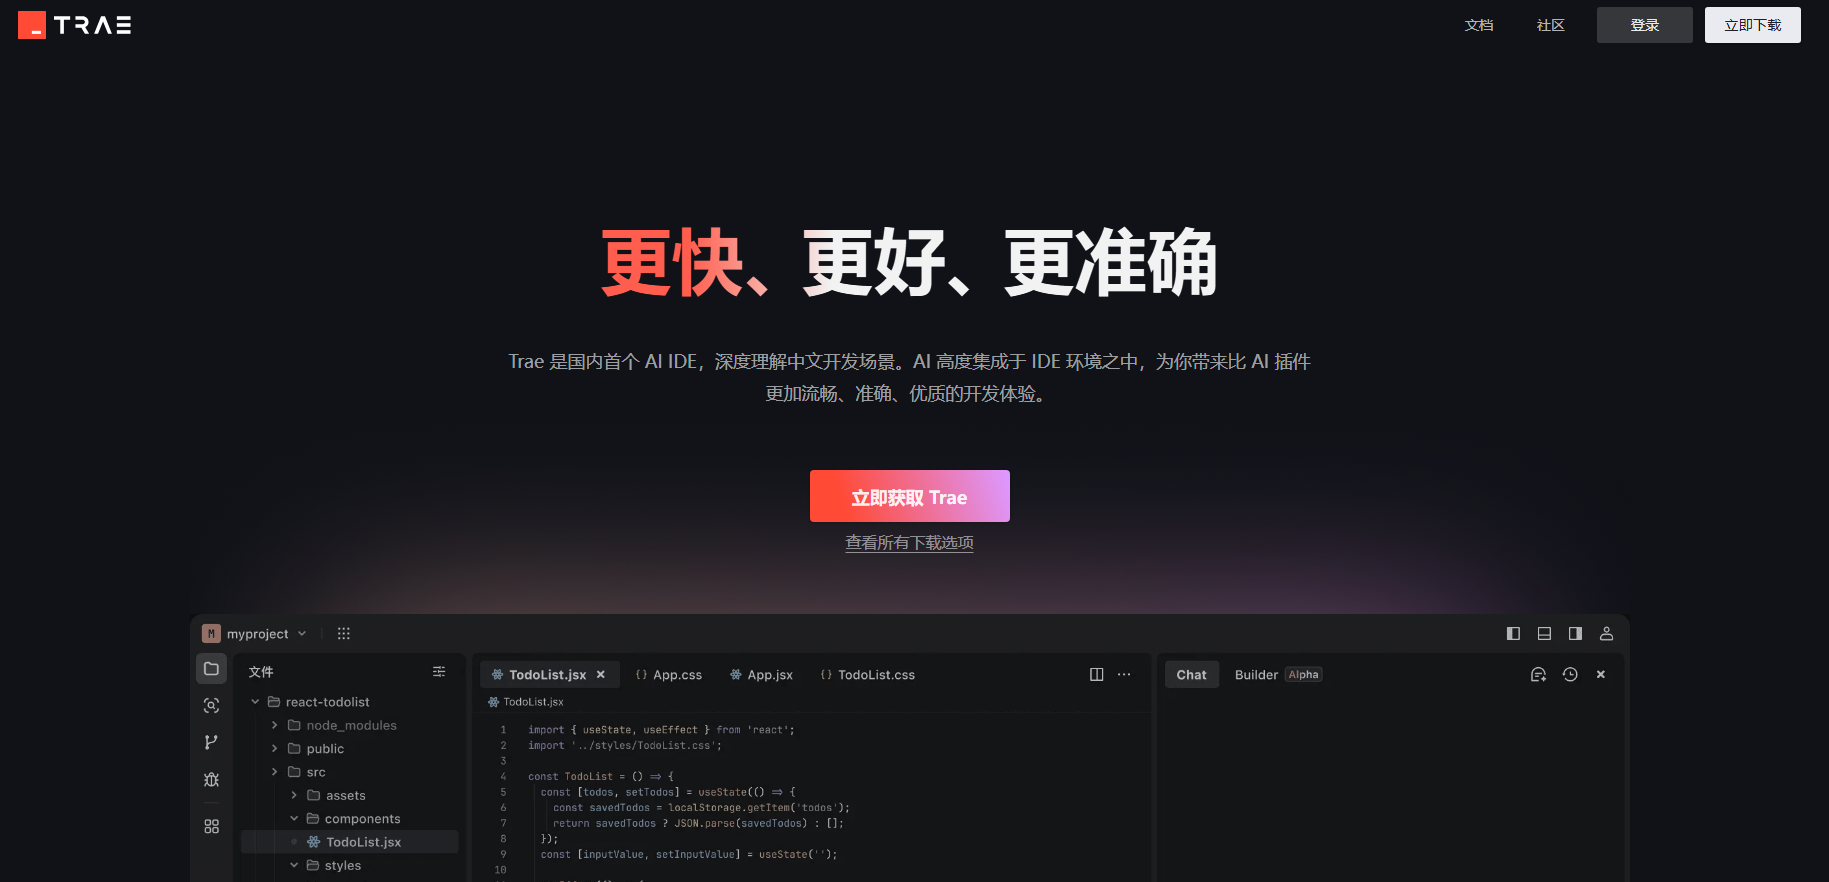 TRAE
文档 社区 登录 立即下载
更快、更好、更准确
Trae 是国内首个 AI IDE，深度理解中文开发场景。AI 高度集成于 IDE 环境之中，为你带来比 AI 插件
更加流畅、准确、优质的开发体验。
立即获取 Trae
查看所有下载选项
M myproject
文件
react-todolist
node_modules
public
src
assets
components
TodoList.jsx
styles
TodoList.jsx App.css App.jsx TodoList.css
TodoList.jsx
1 import { useState, useEffect } from 'react';
2 import '../styles/TodoList.css';
3
4 const TodoList = () => {
5 const [todos, setTodos] = useState(() => {
6 const savedTodos = localStorage.getItem('todos');
7 return savedTodos ? JSON.parse(savedTodos) : [];
8 });
9 const [inputValue, setInputValue] = useState('');
10
Chat Builder Alpha